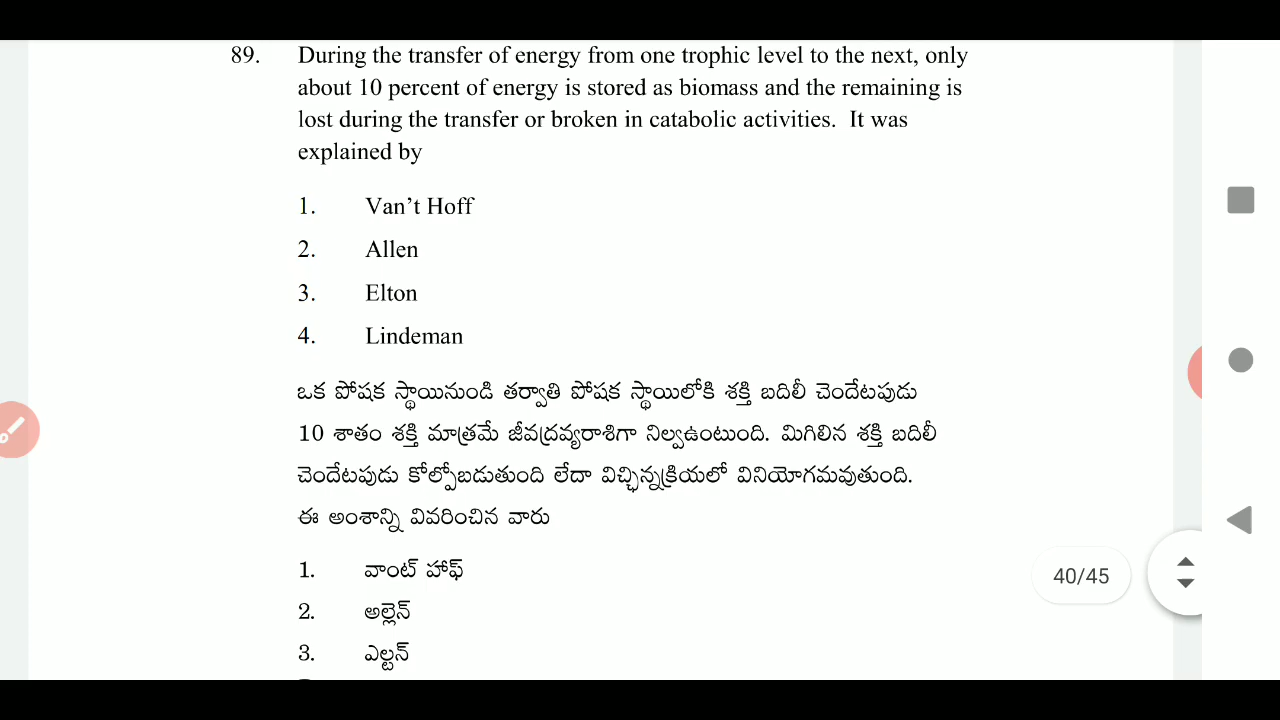 89. During the transfer of energy from one trophic level to the next, only
about 10 percent of energy is stored as biomass and the remaining is
lost during the transfer or broken in catabolic activities. It was
explained by
1. Van’t Hoff
2. Allen
3. Elton
4. Lindeman
ఒక పోషక స్థాయినుండి తర్వాతి పోషక స్థాయిలోకి శక్తి బదిలీ చెందేటపుడు
10 శాతం శక్తి మాత్రమే జీవద్రవ్యరాశిగా నిల్వఉంటుంది. మిగిలిన శక్తి బదిలీ
చెందేటపుడు కోల్పోబడుతుంది లేదా విచ్ఛిన్నక్రియలో వినియోగమవుతుంది.
ఈ అంశాన్ని వివరించిన వారు
1. వాంట్ హాఫ్
2. అల్లెన్
3. ఎల్టన్
40/45